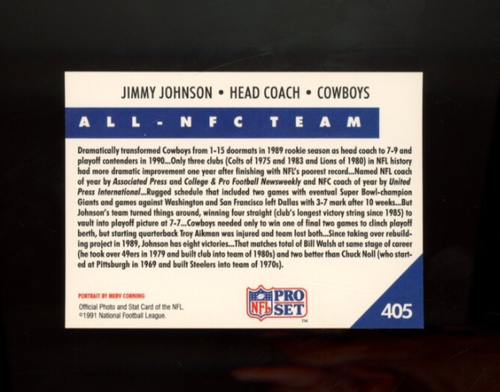 JIMMY JOHNSON • HEAD COACH • COWBOYS
ALL-NFC TEAM
Dramatically transformed Cowboys from 1-15 doormats in 1989 rookie season as head coach to 7-9 and
playoff contenders in 1990...Only three clubs (Colts of 1975 and 1983 and Lions of 1980) in NFL history
had more dramatic improvement one year after finishing with NFL's poorest record...Named NFL coach
of year by Associated Press and College & Pro Football Newsweekly and NFC coach of year by United
Press International...Rugged schedule that included two games with eventual Super Bowl-champion
Giants and games against Washington and San Francisco left Dallas with 3-7 mark after 10 weeks...But
Johnson's team turned things around, winning four straight (club's longest victory string since 1985) to
vault into playoff picture at 7-7...Cowboys needed only to win one of final two games to clinch playoff
berth, but starting quarterback Troy Aikman was injured and team lost both...Since taking over rebuild-
ing project in 1989, Johnson has eight victories...That matches total of Bill Walsh at same stage of career
(he took over 49ers in 1979 and built club into team of 1980s) and two better than Chuck Noll (who start-
ed at Pittsburgh in 1969 and built Steelers into team of 1970s).
PORTRAIT BY MERV CORNING
Official Photo and Stat Card of the NFL.
©1991 National Football League.
NFL PRO SET
TM
405